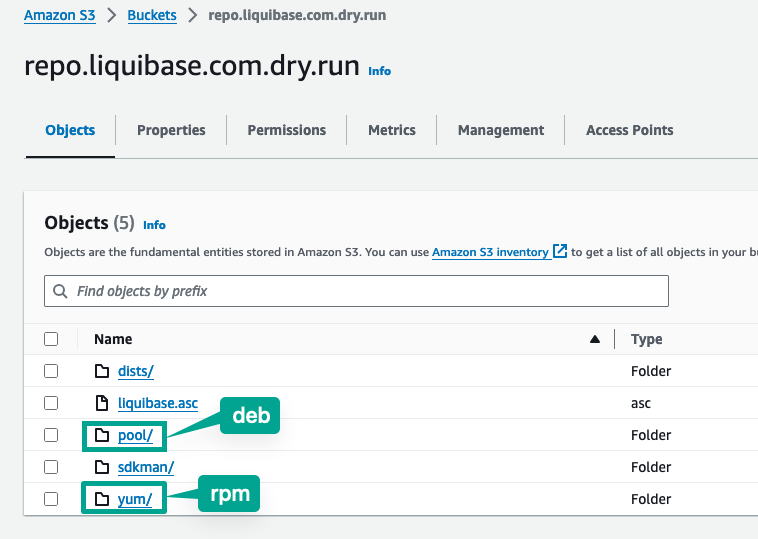 Amazon S3 > Buckets > repo.liquibase.com.dry.run
repo.liquibase.com.dry.run Info
Objects Properties Permissions Metrics Management Access Points
Objects (5) Info
Objects are the fundamental entities stored in Amazon S3. You can use Amazon S3 inventory to get a list of all objects in your
Find objects by prefix
Name Type
dists/ Folder
liquibase.asc asc
deb
pool/ Folder
sdkman/ Folder
yum/ rpm Folder